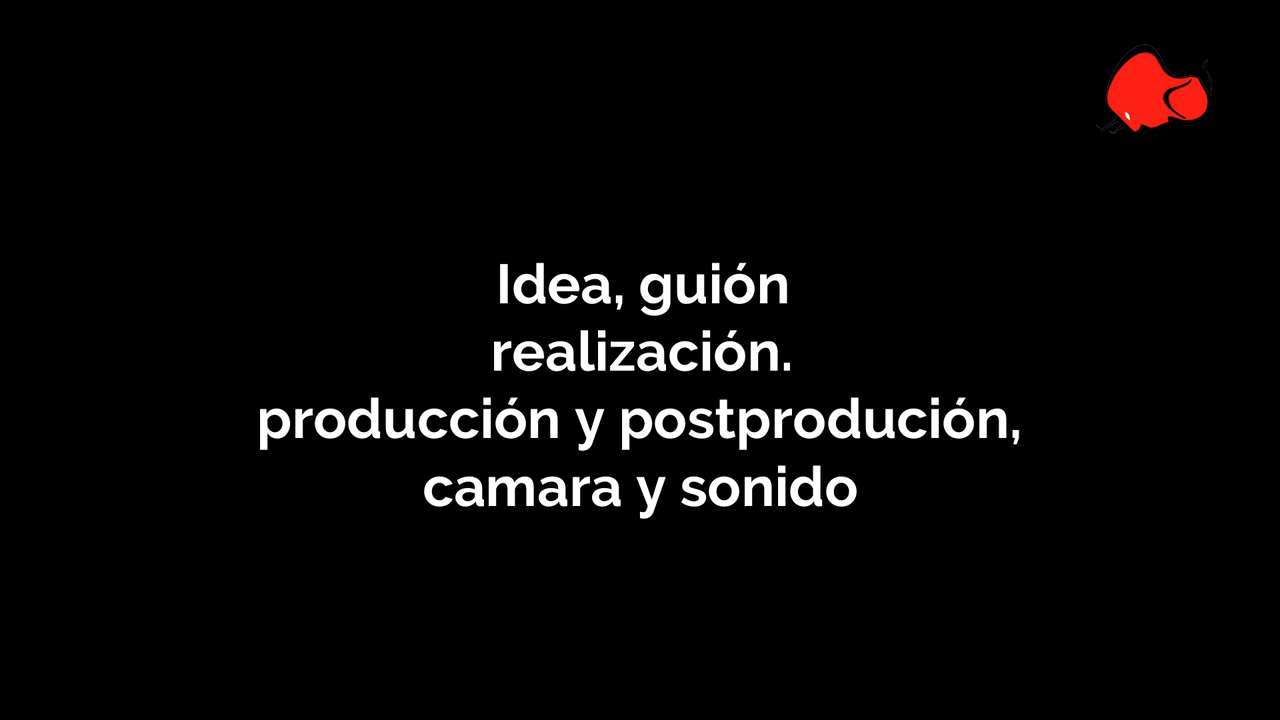 Idea, guión
realización.
producción y postprodución,
camara y sonido